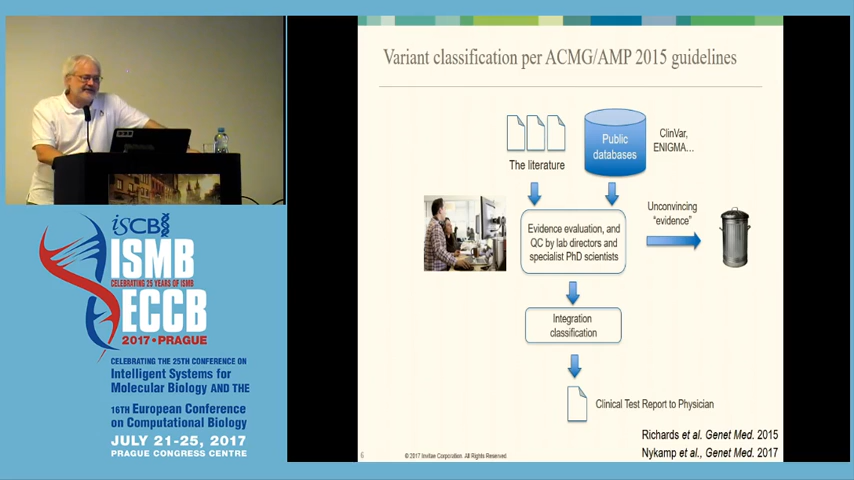 Variant classification per ACMG/AMP 2015 guidelines
The literature
Public
databases
ClinVar,
ENIGMA...
Evidence evaluation, and
QC by lab directors and
specialist PhD scientists
Unconvincing
"evidence"
Integration
classification
Clinical Test Report to Physician
Richards et al. Genet Med. 2015
Nykamp et al., Genet Med. 2017
6
© 2017 Invitae Corporation. All Rights Reserved
iSCB
ISMB
CELEBRATING 25 YEARS OF ISMB
ECCB
2017 • PRAGUE
CELEBRATING THE 25TH CONFERENCE ON
Intelligent Systems for
Molecular Biology AND THE
16TH European Conference
on Computational Biology
JULY 21-25, 2017
PRAGUE CONGRESS CENTRE